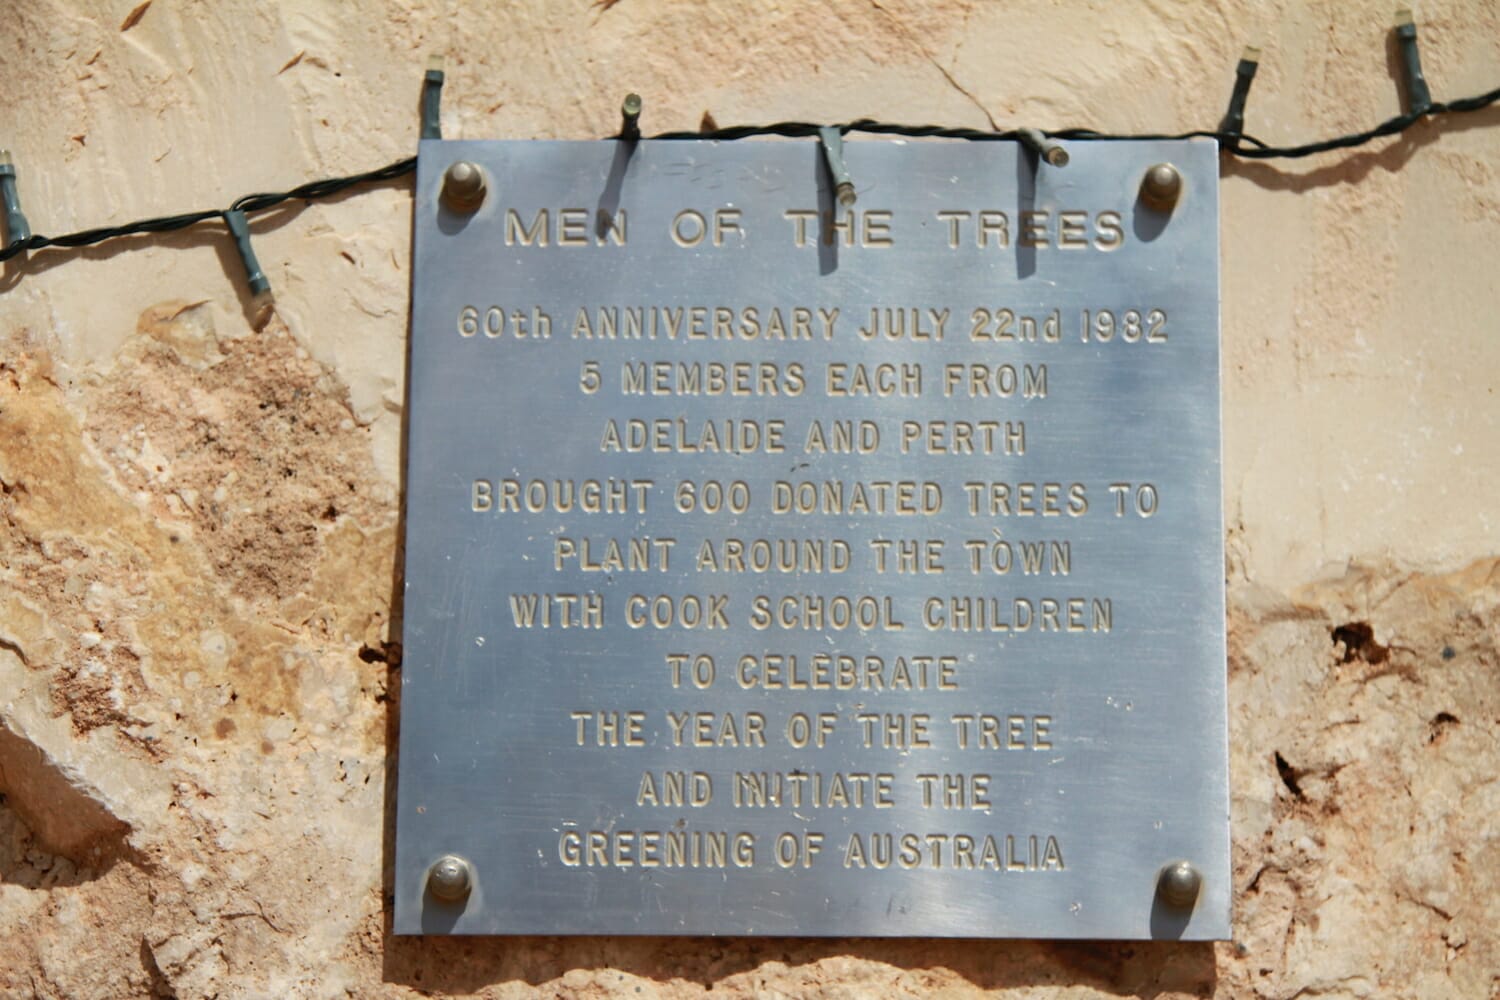 MEN OF THE TREES
60th ANNIVERSARY JULY 22nd 1982
5 MEMBERS EACH FROM
ADELAIDE AND PERTH
BROUGHT 600 DONATED TREES TO
PLANT AROUND THE TOWN
WITH COOK SCHOOL CHILDREN
TO CELEBRATE
THE YEAR OF THE TREE
AND INITIATE THE
GREENING OF AUSTRALIA